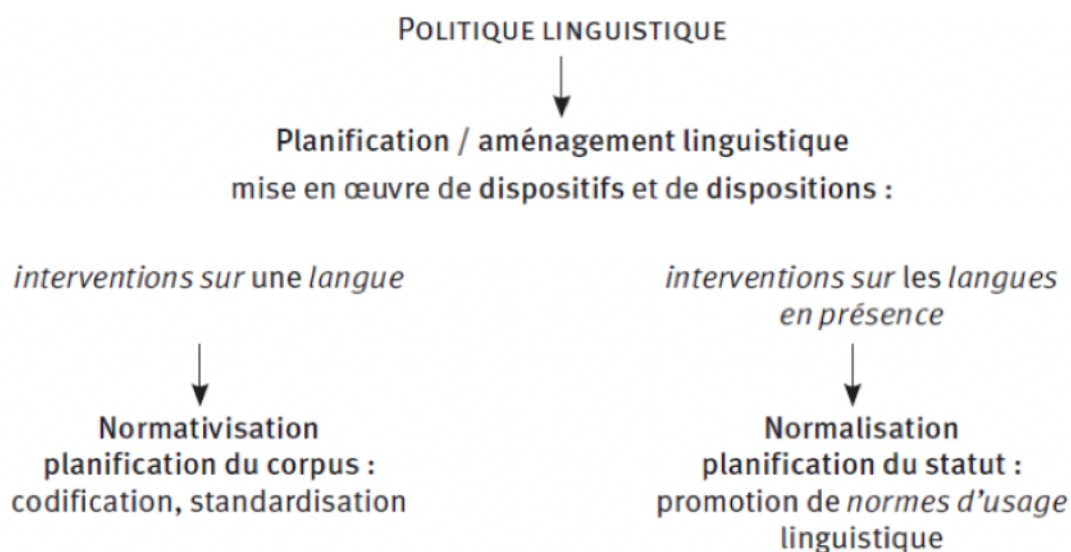 POLITIQUE LINGUISTIQUE
Planification / aménagement linguistique
mise en œuvre de dispositifs et de dispositions :
interventions sur une langue
Normativisation
planification du corpus :
codification, standardisation
interventions sur les langues
en présence
Normalisation
planification du statut :
promotion de normes d'usage
linguistique